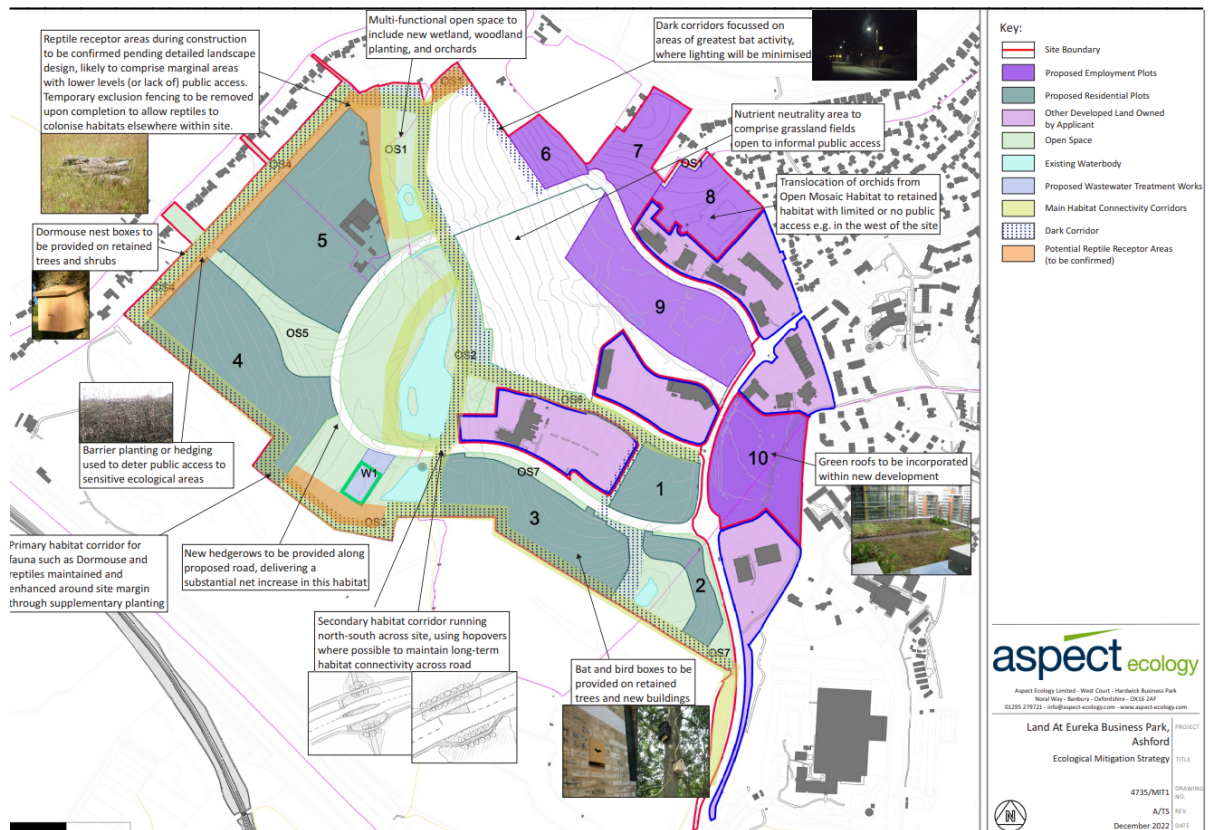 Reptile receptor areas during construction
to be confirmed pending detailed landscape
design, likely to comprise marginal areas
with lower levels (or lack of) public access.
Temporary exclusion fencing to be removed
upon completion to allow reptiles to
colonise habitats elsewhere within site.
Multi-functional open space to
include new wetland, woodland
planting, and orchards
Dark corridors focussed on
areas of greatest bat activity,
where lighting will be minimised
Nutrient neutrality area to
comprise grassland fields
open to informal public access
Translocation of orchids from
Open Mosaic Habitat to retained
habitat with limited or no public
access e.g. in the west of the site
Dormouse nest boxes to
be provided on retained
trees and shrubs
Barrier planting or hedging
used to deter public access to
sensitive ecological areas
Primary habitat corridor for
fauna such as Dormouse and
reptiles maintained and
enhanced around site margin
through supplementary planting
New hedgerows to be provided along
proposed road, delivering a
substantial net increase in this habitat
Secondary habitat corridor running
north-south across site, using hopovers
where possible to maintain long-term
habitat connectivity across road
Bat and bird boxes to be
provided on retained
trees and new buildings
Green roofs to be incorporated
within new development
OS1
OS4
6
7
OS1
8
5
9
OS4
OS5
4
OS2
OS6
10
W1
OS7
1
OS3
3
2
OS7
Key:
Site Boundary
Proposed Employment Plots
Proposed Residential Plots
Other Developed Land Owned
by Applicant
Open Space
Existing Waterbody
Proposed Wastewater Treatment Works
Main Habitat Connectivity Corridors
Dark Corridor
Potential Reptile Receptor Areas
(to be confirmed)
aspect ecology
Aspect Ecology Limited - West Court - Hardwick Business Park
Noral Way - Banbury - Oxfordshire - OX16 2AF
01295 279721 - info@aspect-ecology.com - www.aspect-ecology.com
Land At Eureka Business Park, PROJECT
Ashford
Ecological Mitigation Strategy TITLE
4735/MIT1 DRAWING NO.
A/TS REV
December 2022 DATE
N